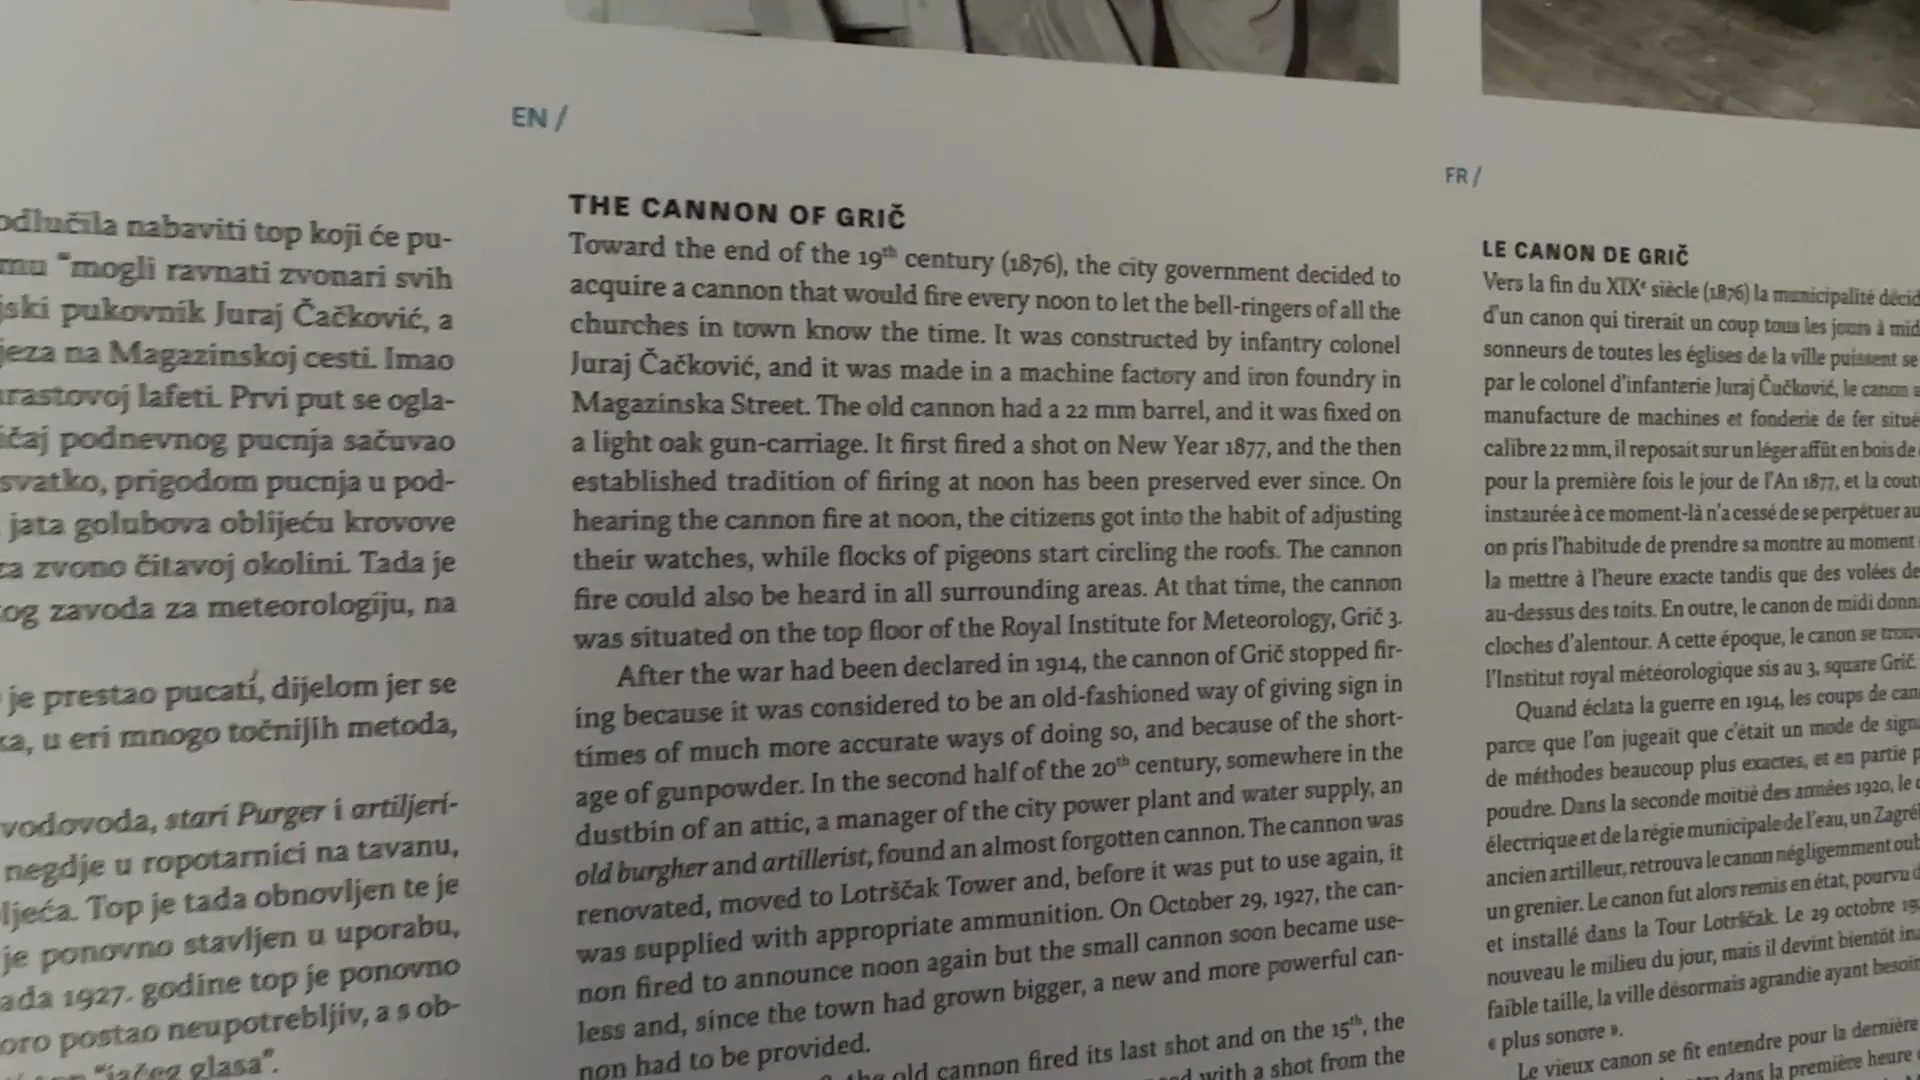 odlučila nabaviti top koji će pu-
mu "mogli ravnati zvonari svih
jski pukovnik Juraj Čačković, a
jeza na Magazinskoj cesti. Imao
rastovoj lafeti. Prvi put se ogla-
ičaj podnevnog pucnja sačuvao
svatko, prigodom pucnja u pod-
jata golubova oblijeću krovove
za zvono čitavoj okolini. Tada je
og zavoda za meteorologiju, na
je prestao pucati, dijelom jer se
ka, u eri mnogo točnijih metoda,
vodovoda, stari Purger i artiljeri-
negdje u ropotarnici na tavanu,
ljeća. Top je tada obnovljen te je
je ponovno stavljen u uporabu,
ada 1927. godine top je ponovno
oro postao neupotrebljiv, a s ob-
"jačeg glasa".
EN /
THE CANNON OF GRIČ
Toward the end of the 19th century (1876), the city government decided to
acquire a cannon that would fire every noon to let the bell-ringers of all the
churches in town know the time. It was constructed by infantry colonel
Juraj Čačković, and it was made in a machine factory and iron foundry in
Magazinska Street. The old cannon had a 22 mm barrel, and it was fixed on
a light oak gun-carriage. It first fired a shot on New Year 1877, and the then
established tradition of firing at noon has been preserved ever since. On
hearing the cannon fire at noon, the citizens got into the habit of adjusting
their watches, while flocks of pigeons start circling the roofs. The cannon
fire could also be heard in all surrounding areas. At that time, the cannon
was situated on the top floor of the Royal Institute for Meteorology, Grič 3.
After the war had been declared in 1914, the cannon of Grič stopped fir-
ing because it was considered to be an old-fashioned way of giving sign in
times of much more accurate ways of doing so, and because of the short-
age of gunpowder. In the second half of the 20th century, somewhere in the
dustbin of an attic, a manager of the city power plant and water supply, an
old burgher and artillerist, found an almost forgotten cannon. The cannon was
renovated, moved to Lotrščak Tower and, before it was put to use again, it
was supplied with appropriate ammunition. On October 29, 1927, the can-
non fired to announce noon again but the small cannon soon became use-
less and, since the town had grown bigger, a new and more powerful can-
non had to be provided.
the old cannon fired its last shot and on the 15th, the
with a shot from the
FR /
LE CANON DE GRIČ
Vers la fin du XIXe siècle (1876) la municipalité décid
d'un canon qui tirerait un coup tous les jours à mid
sonneurs de toutes les églises de la ville puissent se
par le colonel d'infanterie Juraj Čučković, le canon a
manufacture de machines et fonderie de fer situé
calibre 22 mm, il reposait sur un léger affût en bois de
pour la première fois le jour de l'An 1877, et la cout
instaurée à ce moment-là n'a cessé de se perpétuer au
on pris l'habitude de prendre sa montre au moment
la mettre à l'heure exacte tandis que des volées de
au-dessus des toits. En outre, le canon de midi donn
cloches d'alentour. A cette époque, le canon se trouv
l'Institut royal météorologique sis au 3, square Grič.
Quand éclata la guerre en 1914, les coups de can
parce que l'on jugeait que c'était un mode de signa
de méthodes beaucoup plus exactes, et en partie p
poudre. Dans la seconde moitié des années 1920, le
électrique et de la régie municipale de l'eau, un Zagré
ancien artilleur, retrouva le canon négligemment oub
un grenier. Le canon fut alors remis en état, pourvu d
et installé dans la Tour Lotrščak. Le 29 octobre 19
nouveau le milieu du jour, mais il devint bientôt in
faible taille, la ville désormais agrandie ayant besoin
« plus sonore ».
Le vieux canon se fit entendre pour la dernière
dans la première heure